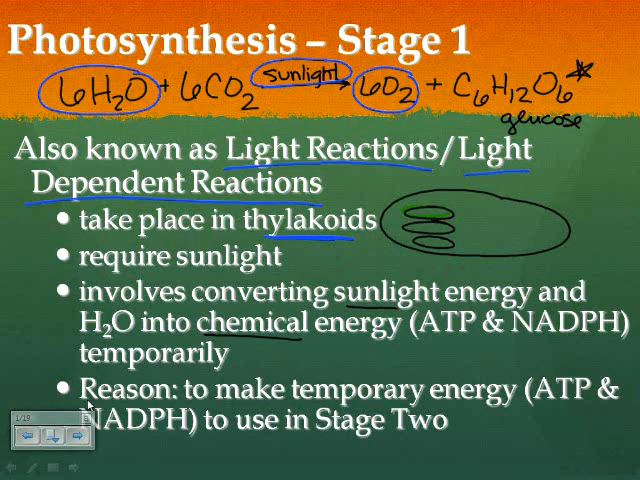 Photosynthesis – Stage 1
6H₂O + 6CO₂ sunlight → 6O₂ + C₆H₁₂O₆ *
glucose
Also known as Light Reactions/Light
Dependent Reactions
• take place in thylakoids
• require sunlight
• involves converting sunlight energy and
H₂O into chemical energy (ATP & NADPH)
temporarily
• Reason: to make temporary energy (ATP &
NADPH) to use in Stage Two
1/19